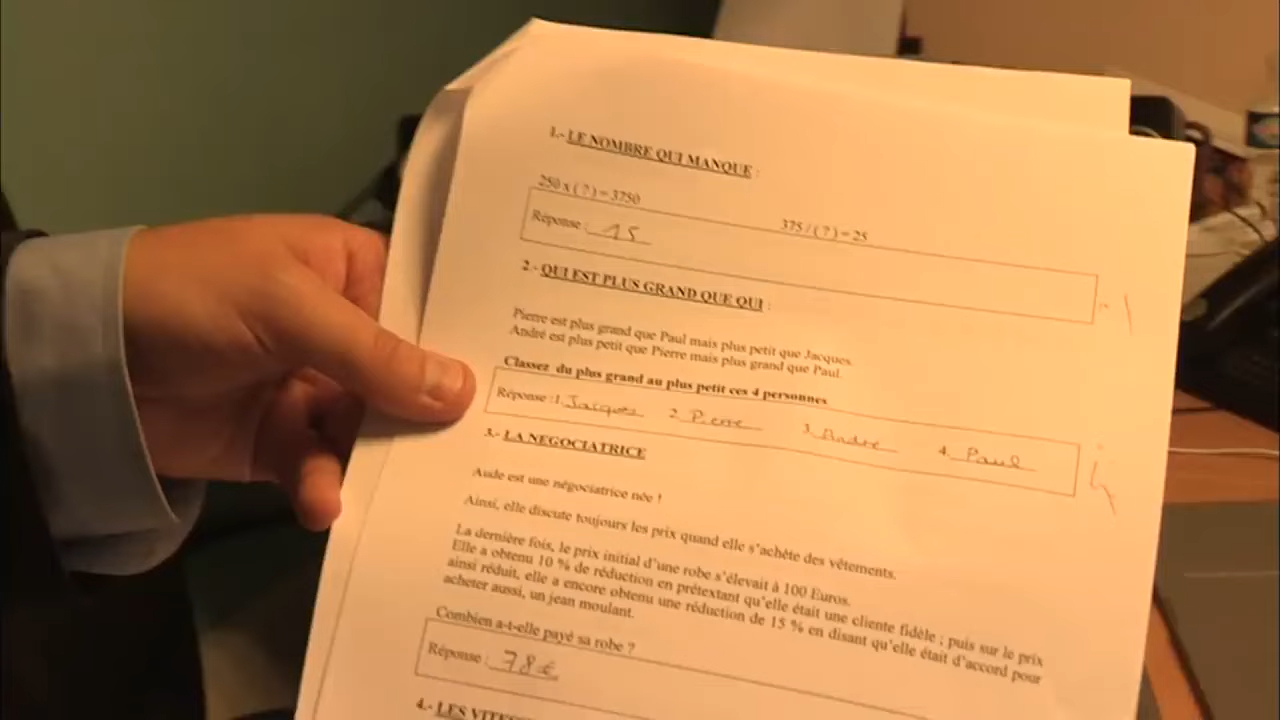 1.- LE NOMBRE QUI MANQUE :
250 x ( ? ) = 3750
375 / ( ? ) = 25
Réponse : 15
2.- QUI EST PLUS GRAND QUE QUI :
Pierre est plus grand que Paul mais plus petit que Jacques.
André est plus petit que Pierre mais plus grand que Paul.
Classez du plus grand au plus petit ces 4 personnes
Réponse : 1. Jacques 2. Pierre 3. André 4. Paul
3.- LA NEGOCIATRICE
Aude est une négociatrice née !
Ainsi, elle discute toujours les prix quand elle s'achète des vêtements.
La dernière fois, le prix initial d'une robe s'élevait à 100 Euros.
Elle a obtenu 10 % de réduction en prétextant qu'elle était une cliente fidèle ; puis sur le prix
ainsi réduit, elle a encore obtenu une réduction de 15 % en disant qu'elle était d'accord pour
acheter aussi, un jean moulant.
Combien a-t-elle payé sa robe ?
Réponse : 78€
4.- LES